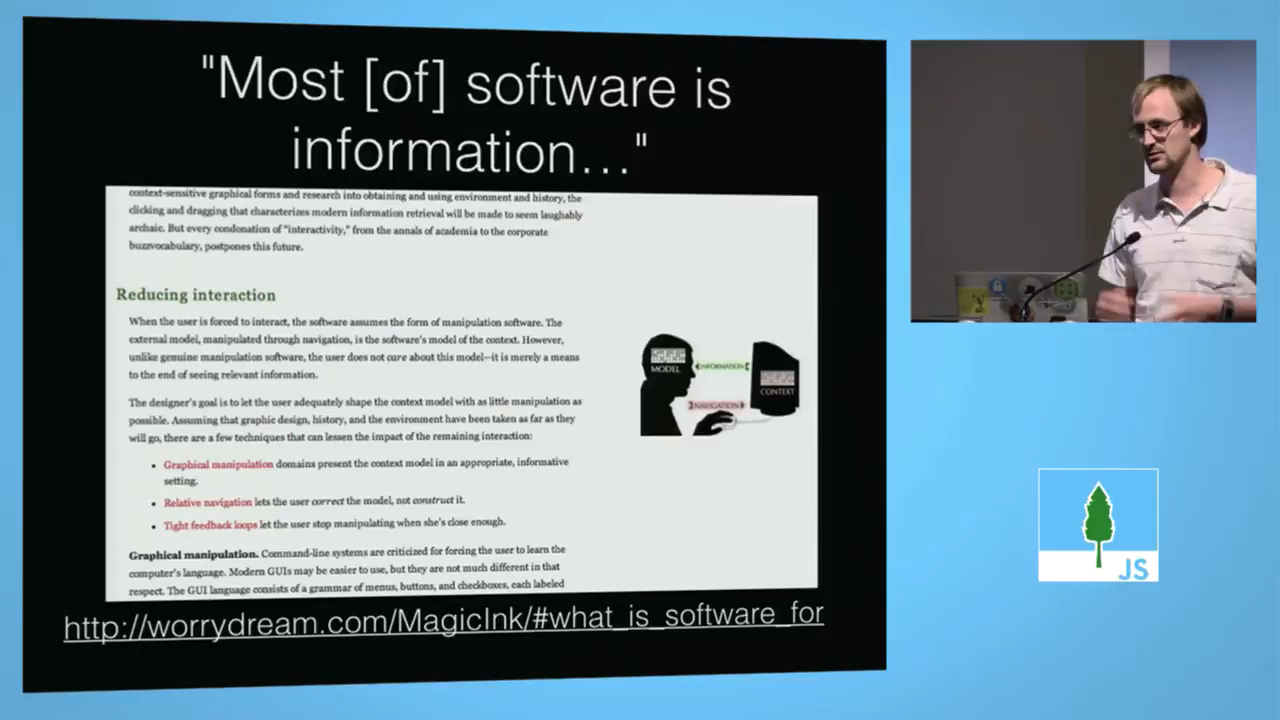 "Most [of] software is
information…"
context-sensitive graphical forms and research into obtaining and using environment and history, the
clicking and dragging that characterizes modern information retrieval will be made to seem laughably
archaic. But every condonation of "interactivity," from the annals of academia to the corporate
buzzvocabulary, postpones this future.
Reducing interaction
When the user is forced to interact, the software assumes the form of manipulation software. The
external model, manipulated through navigation, is the software's model of the context. However,
unlike genuine manipulation software, the user does not care about this model—it is merely a means
to the end of seeing relevant information.
The designer's goal is to let the user adequately shape the context model with as little manipulation as
possible. Assuming that graphic design, history, and the environment have been taken as far as they
will go, there are a few techniques that can lessen the impact of the remaining interaction:
• Graphical manipulation domains present the context model in an appropriate, informative
setting.
• Relative navigation lets the user correct the model, not construct it.
• Tight feedback loops let the user stop manipulating when she's close enough.
Graphical manipulation. Command-line systems are criticized for forcing the user to learn the
computer's language. Modern GUIs may be easier to use, but they are not much different in that
respect. The GUI language consists of a grammar of menus, buttons, and checkboxes, each labeled
MODEL
INFORMATION
CONTEXT
NAVIGATION
http://worrydream.com/MagicInk/#what_is_software_for
JS